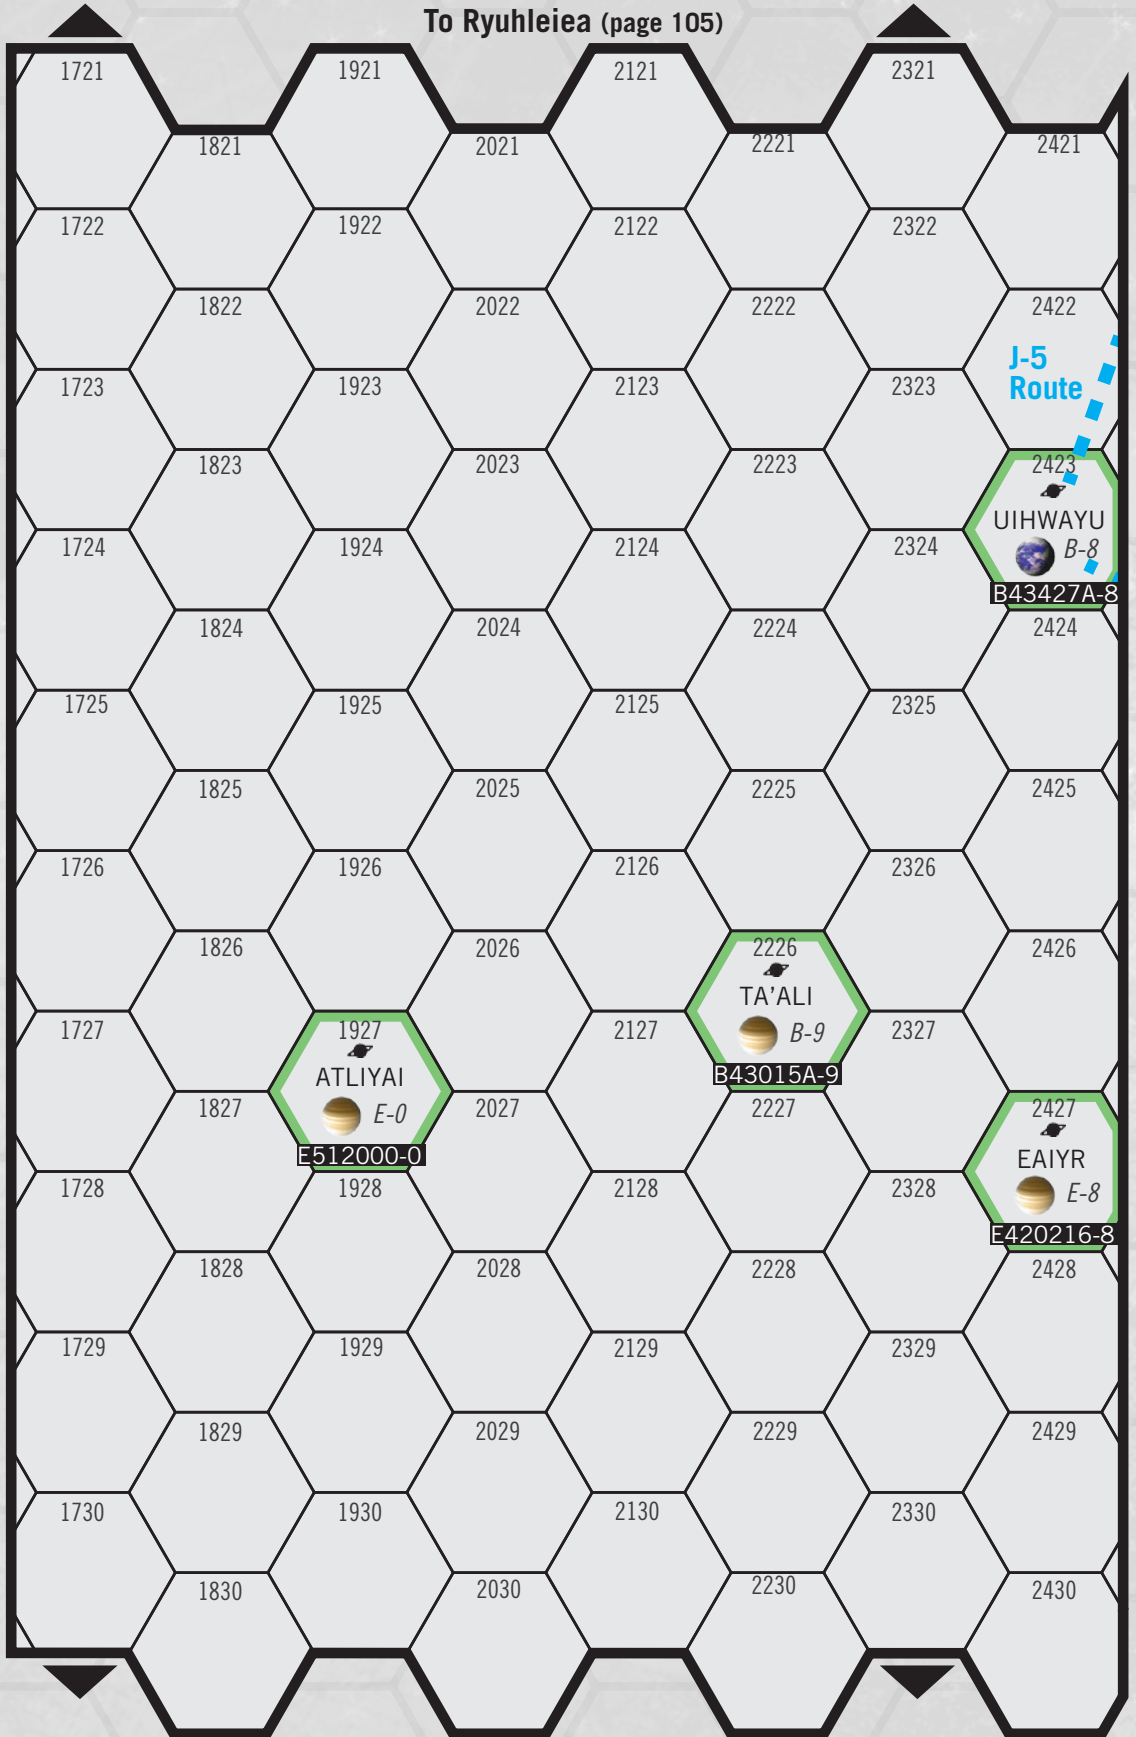 To Ryuhleiea (page 105)
1721 1921 2121 2321
1821 2021 2221 2421
1722 1922 2122 2322
1822 2022 2222 2422
J-5
Route
1723 1923 2123 2323
1823 2023 2223 2423
UIHWAYU
B-8
B43427A-8
1724 1924 2124 2324
1824 2024 2224 2424
1725 1925 2125 2325
1825 2025 2225 2425
1726 1926 2126 2326
1826 2026 2226 2426
TA'ALI
B-9
B43015A-9
1727 1927 2127 2327
ATLIYAI
E-0
E512000-0
1827 2027 2227 2427
EAIYR
E-8
E420216-8
1728 1928 2128 2328
1828 2028 2228 2428
1729 1929 2129 2329
1829 2029 2229 2429
1730 1930 2130 2330
1830 2030 2230 2430